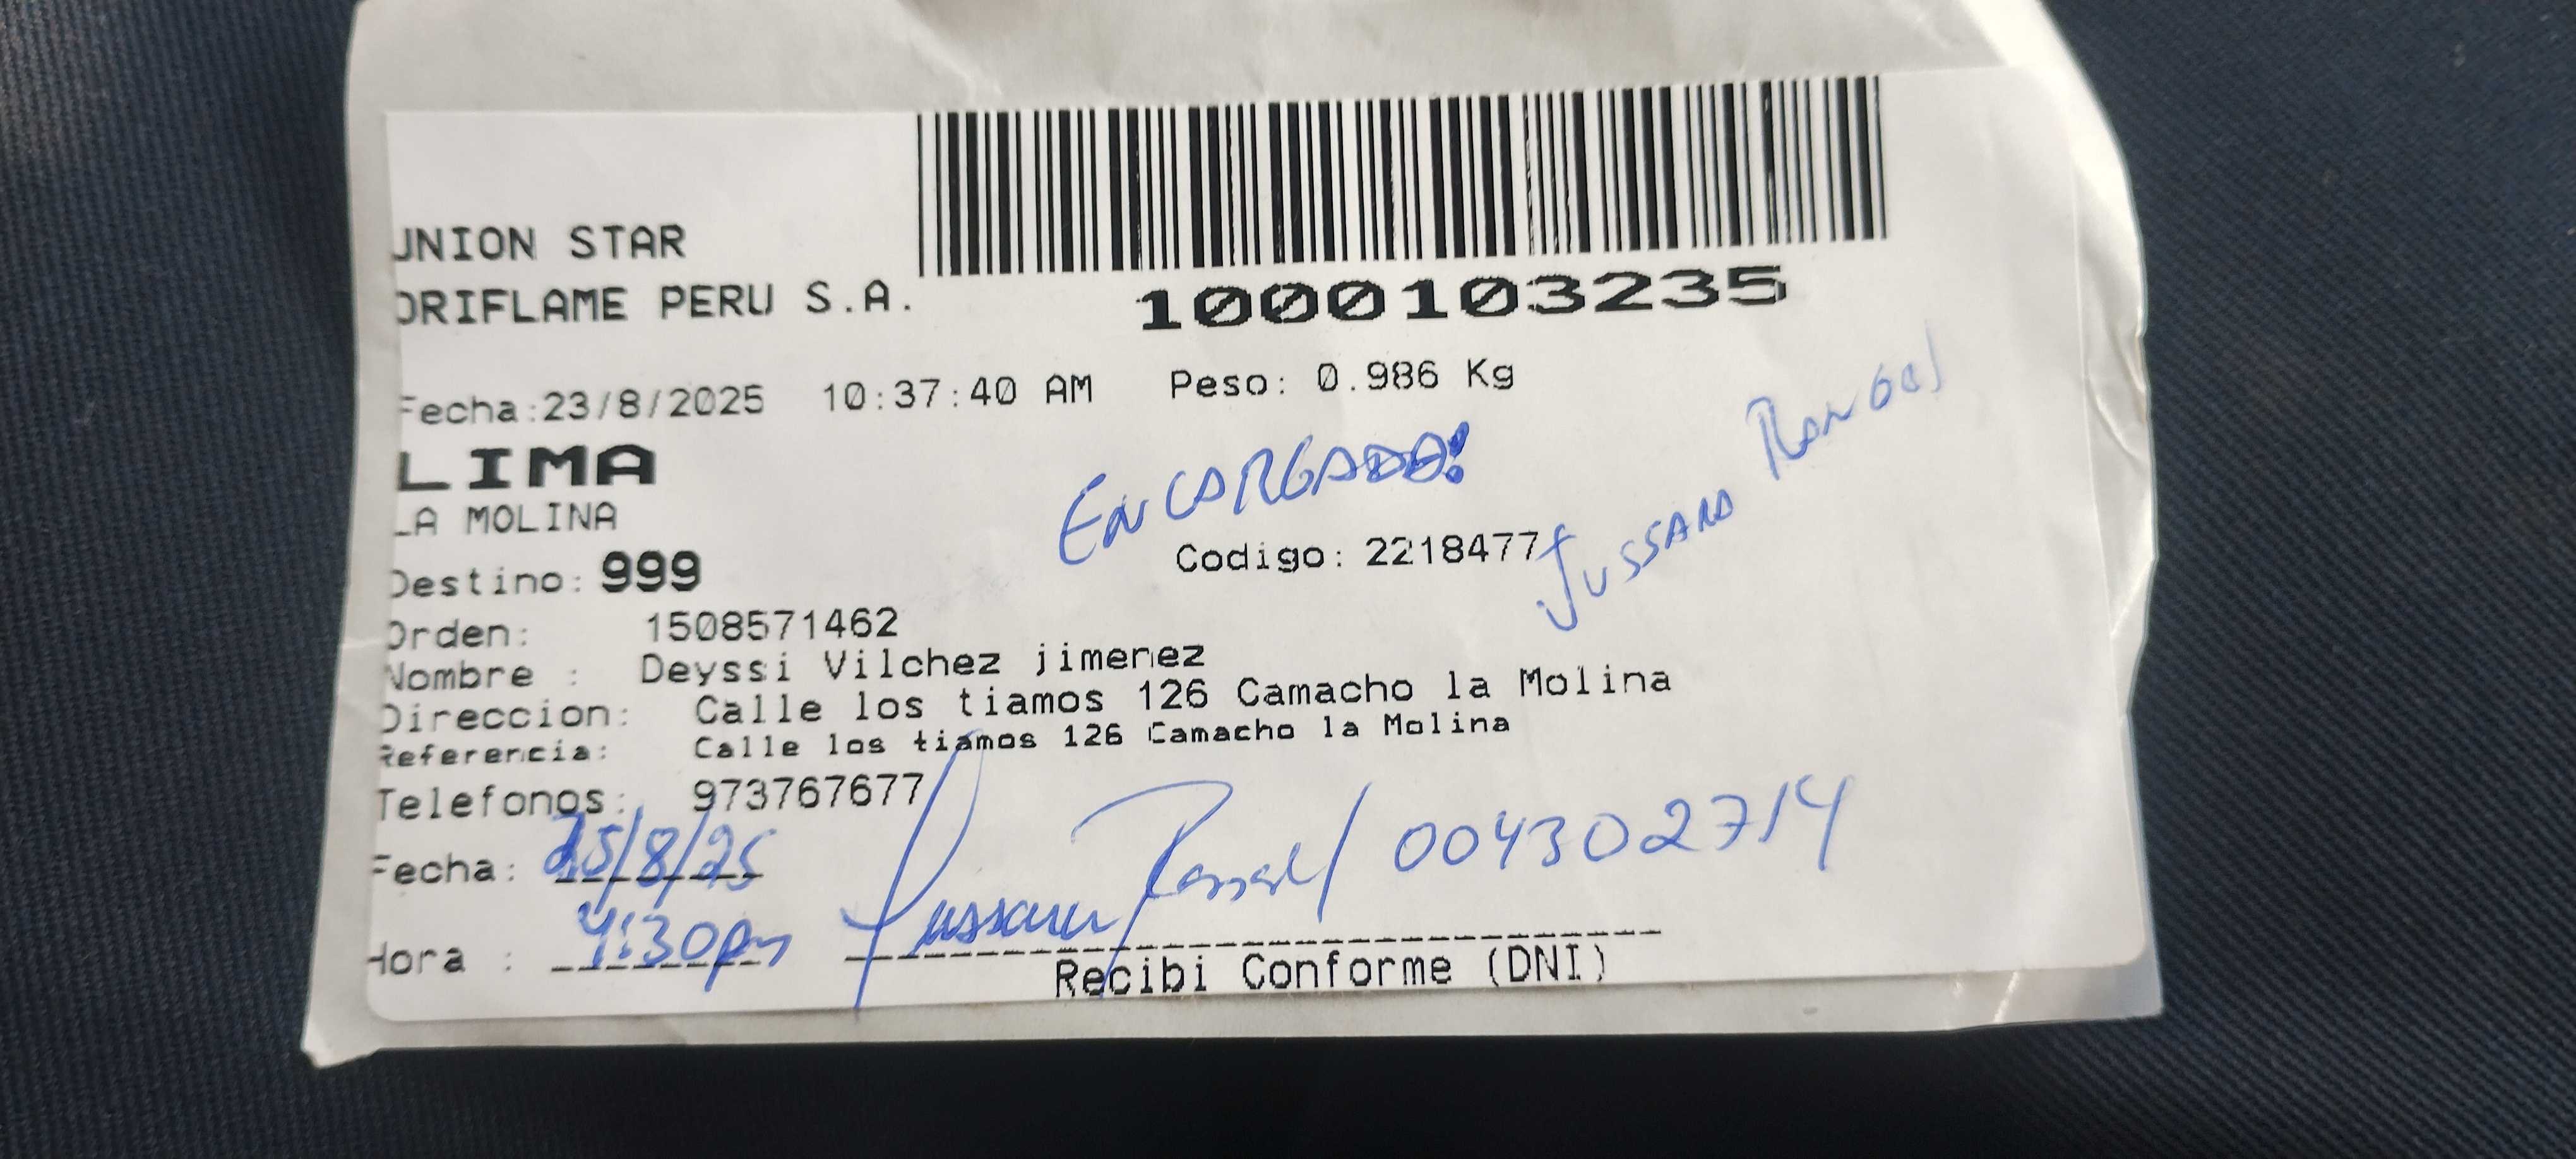 UNION STAR
ORIFLAME PERU S.A.
1000103235
Fecha:23/8/2025 10:37:40 AM Peso: 0.986 Kg
LIMA
LA MOLINA
ENCARGADO!
Destino: 999
Codigo: 2218477
Jussara
Orden: 1508571462
Nombre : Deyssi Vilchez jimenez
Direccion: Calle los tiamos 126 Camacho la Molina
Referencia: Calle los tiamos 126 Camacho la Molina
Telefonos: 973767677
Fecha: 25/8/25
004302714
Hora : 4:30pm
Recibi Conforme (DNI)